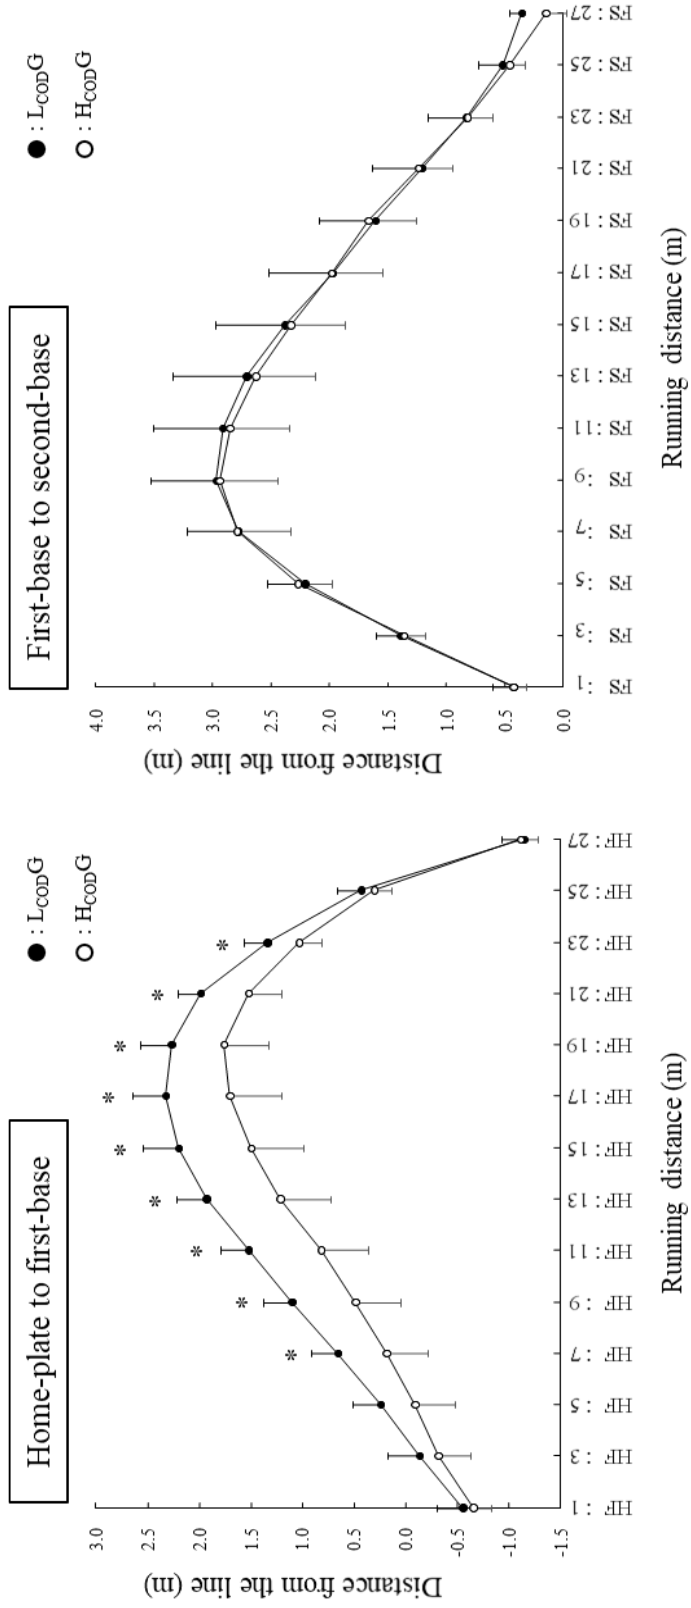 Home-plate to first-base
● : L_COD G
○ : H_COD G
Distance from the line (m)
3.0
2.5
2.0
1.5
1.0
0.5
0.0
-0.5
-1.0
-1.5
* * * * * * * * *
HF : 1
HF : 3
HF : 5
HF : 7
HF : 9
HF : 11
HF : 13
HF : 15
HF : 17
HF : 19
HF : 21
HF : 23
HF : 25
HF : 27
Running distance (m)
First-base to second-base
● : L_COD G
○ : H_COD G
Distance from the line (m)
4.0
3.5
3.0
2.5
2.0
1.5
1.0
0.5
0.0
FS : 1
FS : 3
FS : 5
FS : 7
FS : 9
FS : 11
FS : 13
FS : 15
FS : 17
FS : 19
FS : 21
FS : 23
FS : 25
FS : 27
Running distance (m)